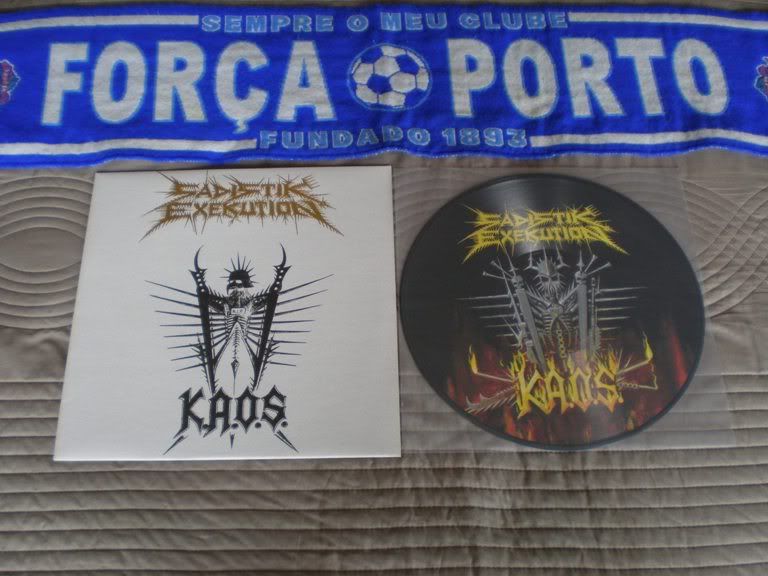 SEMPRE O MEU CLUBE
FORÇA PORTO
FUNDADO 1893
SADISTIK
EXEKUTION
K.A.O.S.
SADISTIK
EXEKUTION
K.A.O.S.